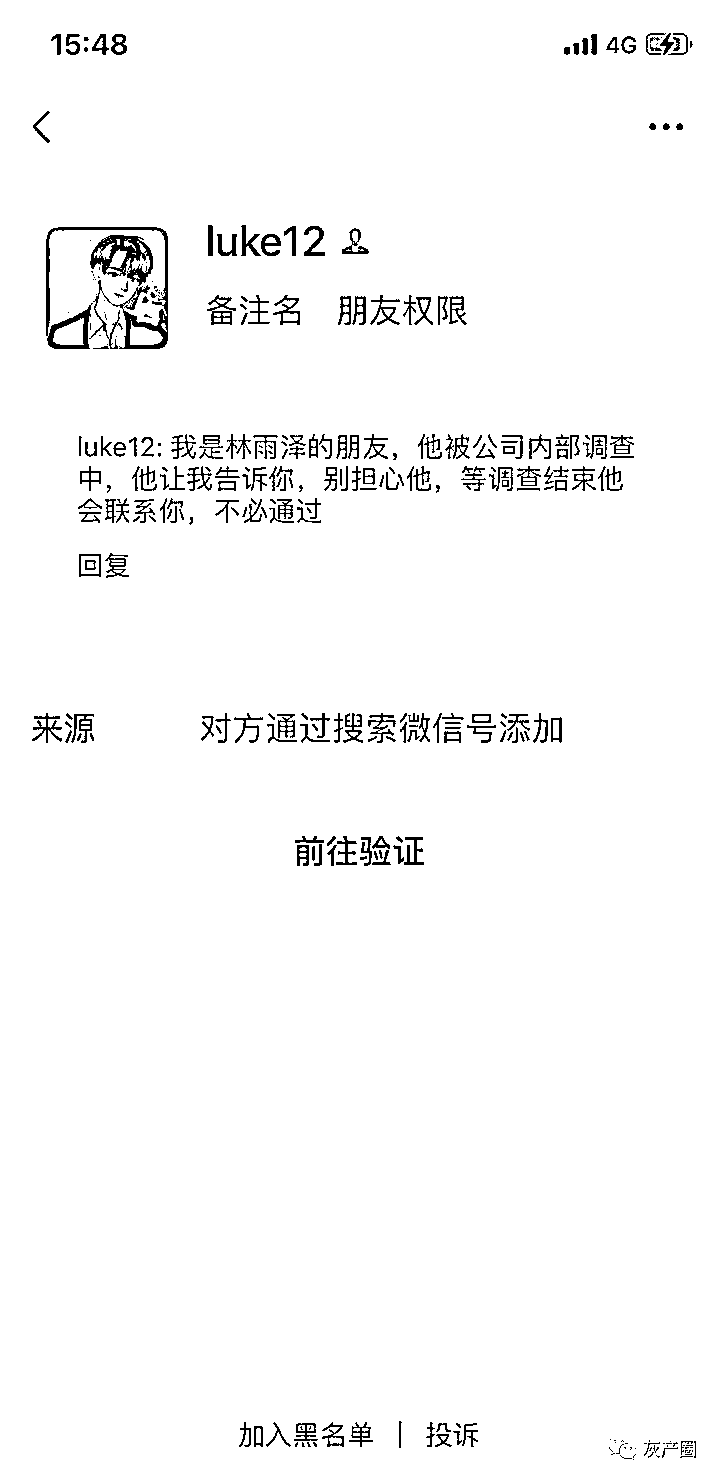 15:48
4G
luke12
备注名 朋友权限
luke12: 我是林雨泽的朋友，他被公司内部调查
中，他让我告诉你，别担心他，等调查结束他
会联系你，不必通过
回复
来源 对方通过搜索微信号添加
前往验证
加入黑名单 | 投诉
灰产圈